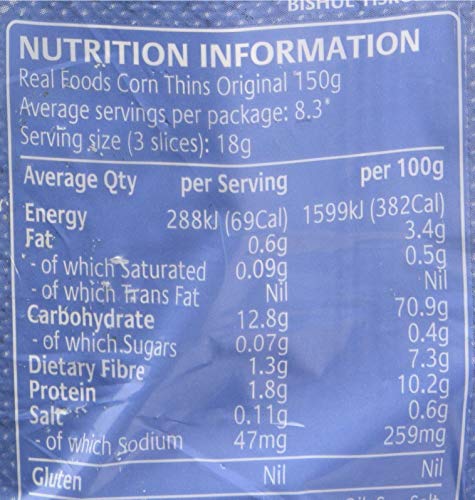 NUTRITION INFORMATION
Real Foods Corn Thins Original 150g
Average servings per package: 8.3*
Serving size (3 slices): 18g
Average Qty per Serving per 100g
Energy 288kJ (69Cal) 1599kJ (382Cal)
Fat 0.6g 3.4g
- of which Saturated 0.09g 0.5g
- of which Trans Fat Nil Nil
Carbohydrate 12.8g 70.9g
- of which Sugars 0.07g 0.4g
Dietary Fibre 1.3g 7.3g
Protein 1.8g 10.2g
Salt 0.11g 0.6g
- of which Sodium 47mg 259mg
Gluten Nil Nil